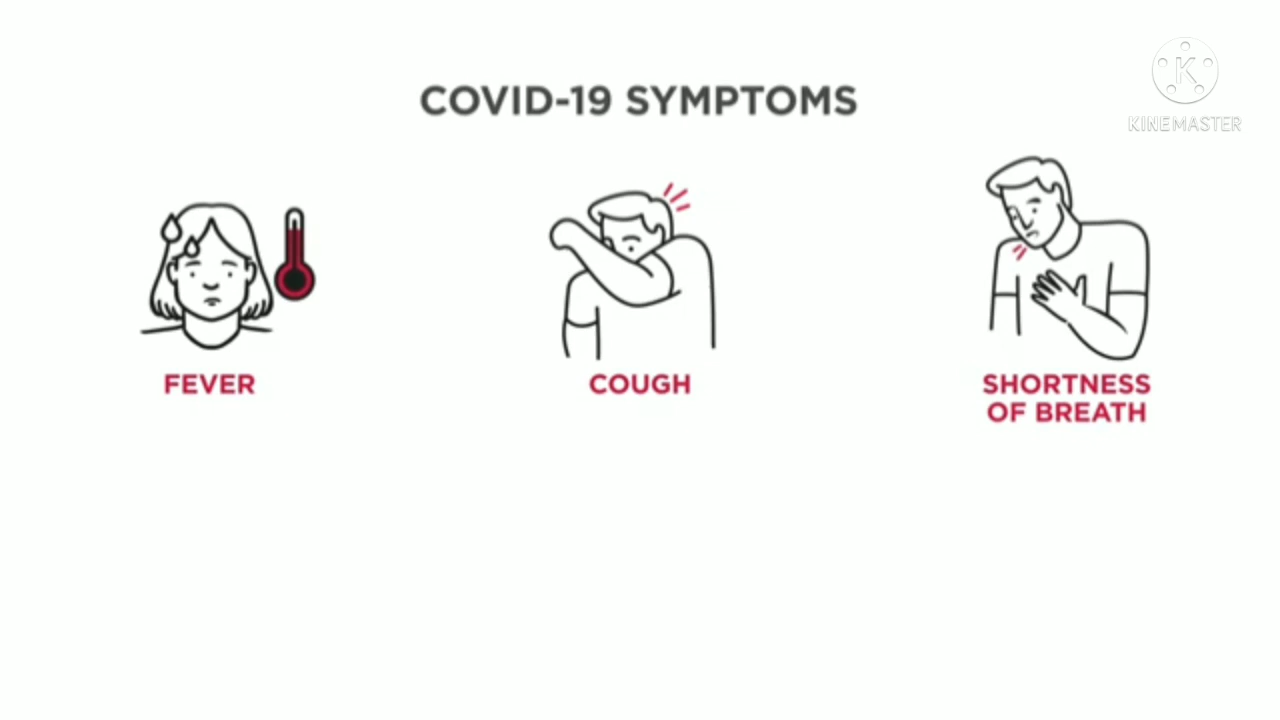 COVID-19 SYMPTOMS
K
KINEMASTER
FEVER
COUGH
SHORTNESS
OF BREATH